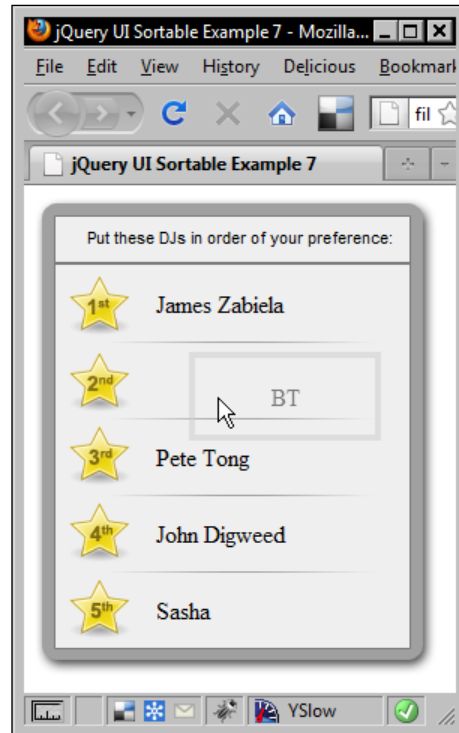 jQuery UI Sortable Example 7 - Mozilla...
File Edit View History Delicious Bookmark
fil
jQuery UI Sortable Example 7
Put these DJs in order of your preference:
1st James Zabiela
2nd BT
3rd Pete Tong
4th John Digweed
5th Sasha
YSlow